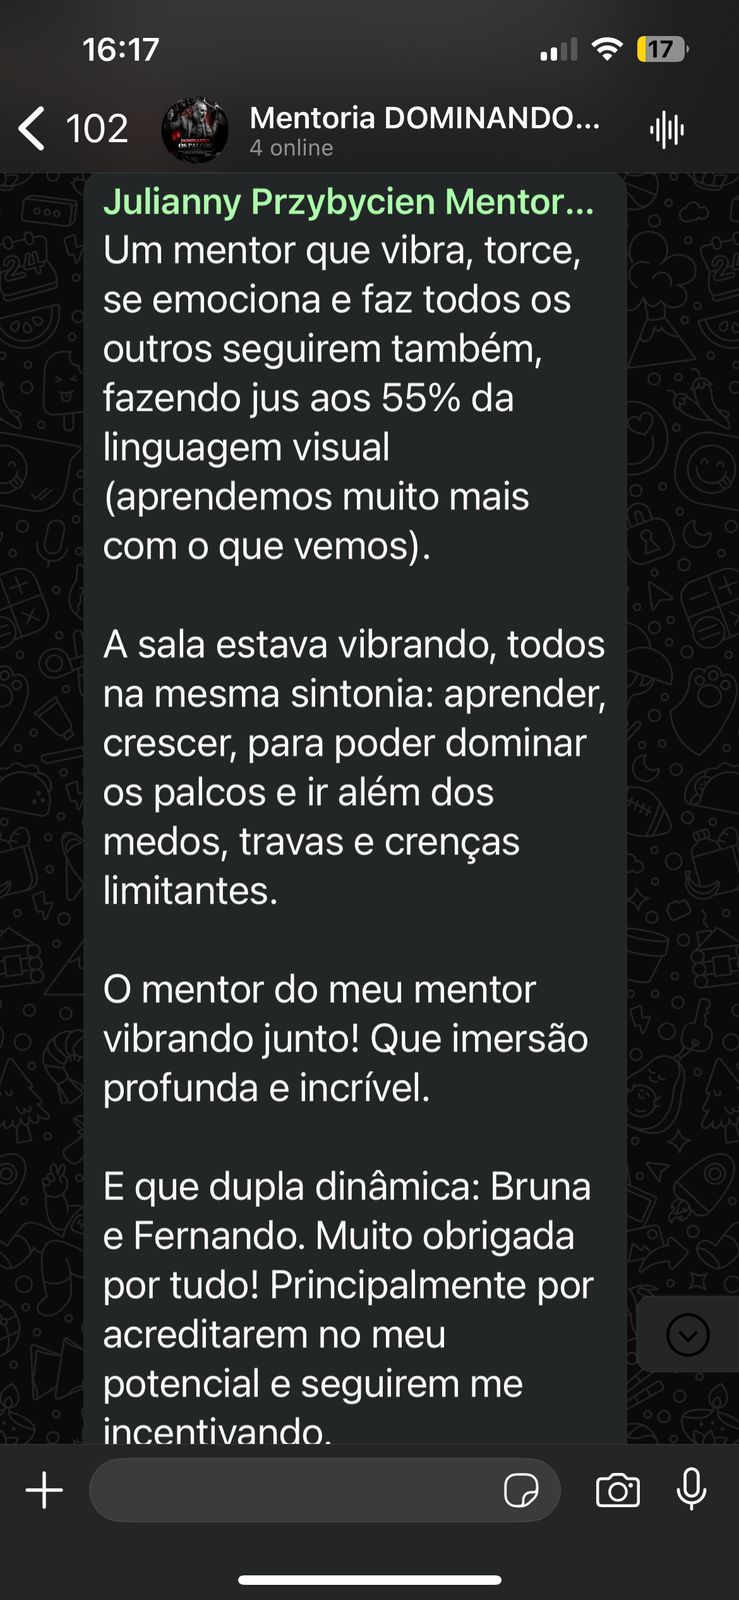 16:17
17
102
Mentoria DOMINANDO...
4 online
DOMINANDO
OS PALCOS
Julianny Przybycien Mentor...
Um mentor que vibra, torce,
se emociona e faz todos os
outros seguirem também,
fazendo jus aos 55% da
linguagem visual
(aprendemos muito mais
com o que vemos).
A sala estava vibrando, todos
na mesma sintonia: aprender,
crescer, para poder dominar
os palcos e ir além dos
medos, travas e crenças
limitantes.
O mentor do meu mentor
vibrando junto! Que imersão
profunda e incrível.
E que dupla dinâmica: Bruna
e Fernando. Muito obrigada
por tudo! Principalmente por
acreditarem no meu
potencial e seguirem me
incentivando.